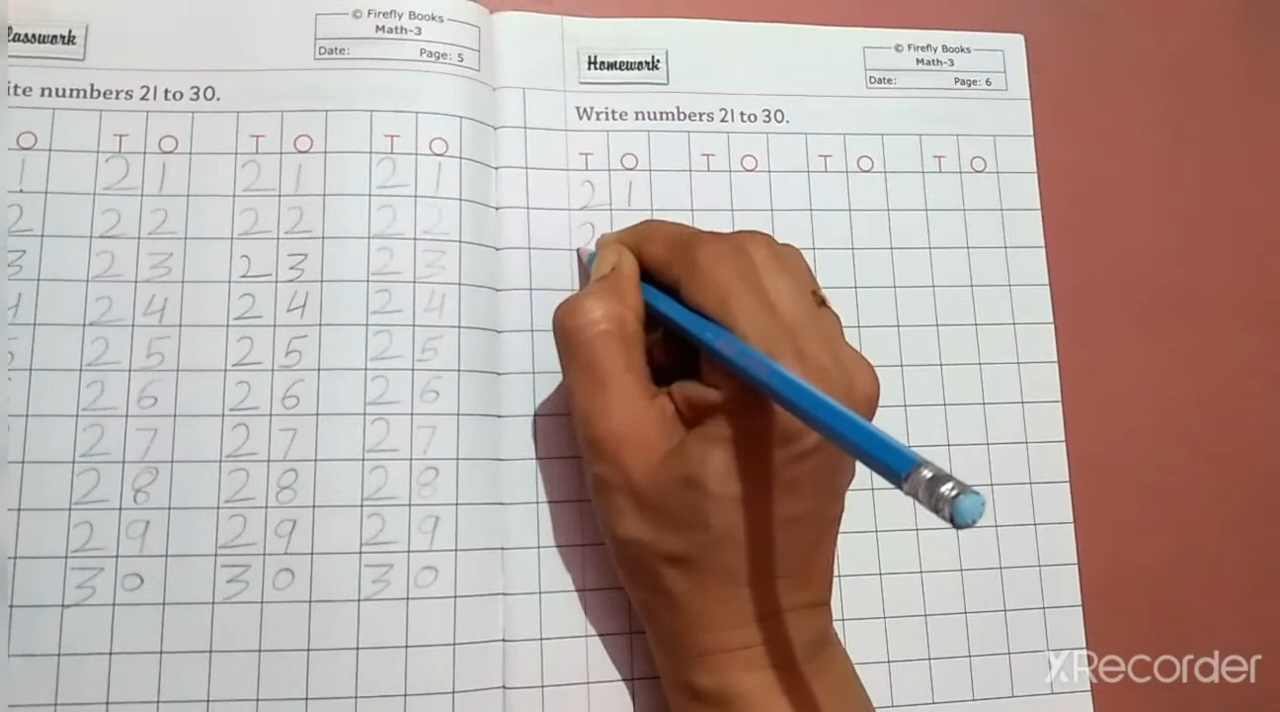 lasswork
© Firefly Books
Math-3
Date: Page: 5
ite numbers 21 to 30.
O T O T O T O
1 2 1 2 1 2 1
2 2 2 2 2 2 2
3 2 3 2 3 2 3
4 2 4 2 4 2 4
5 2 5 2 5 2 5
2 6 2 6 2 6
2 7 2 7 2 7
2 8 2 8 2 8
2 9 2 9 2 9
3 0 3 0 3 0
Homework
© Firefly Books
Math-3
Date: Page: 6
Write numbers 21 to 30.
T O T O T O T O
2 1
2
XRecorder